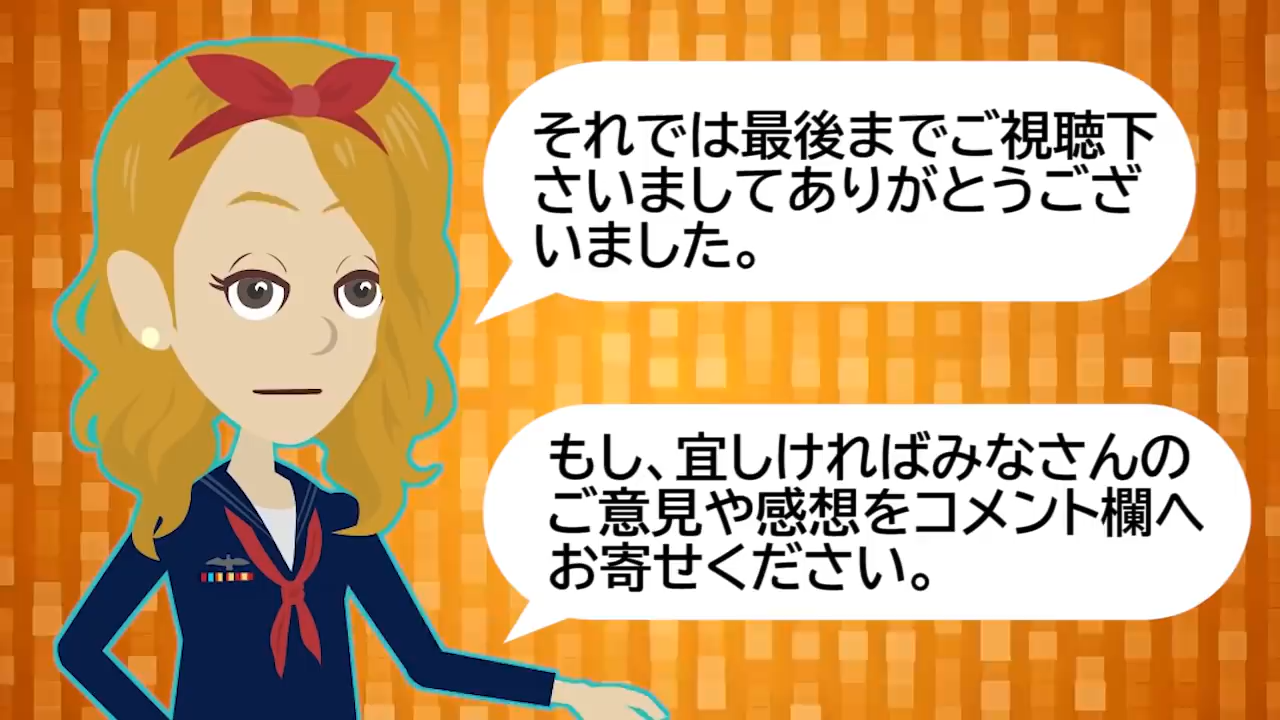 それでは最後までご視聴下
さいましてありがとうござ
いました。
もし、宜しければみなさんの
ご意見や感想をコメント欄へ
お寄せください。